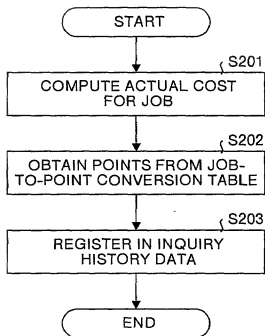 START
S201
COMPUTE ACTUAL COST
FOR JOB
S202
OBTAIN POINTS FROM JOB-
TO-POINT CONVERSION TABLE
S203
REGISTER IN INQUIRY
HISTORY DATA
END